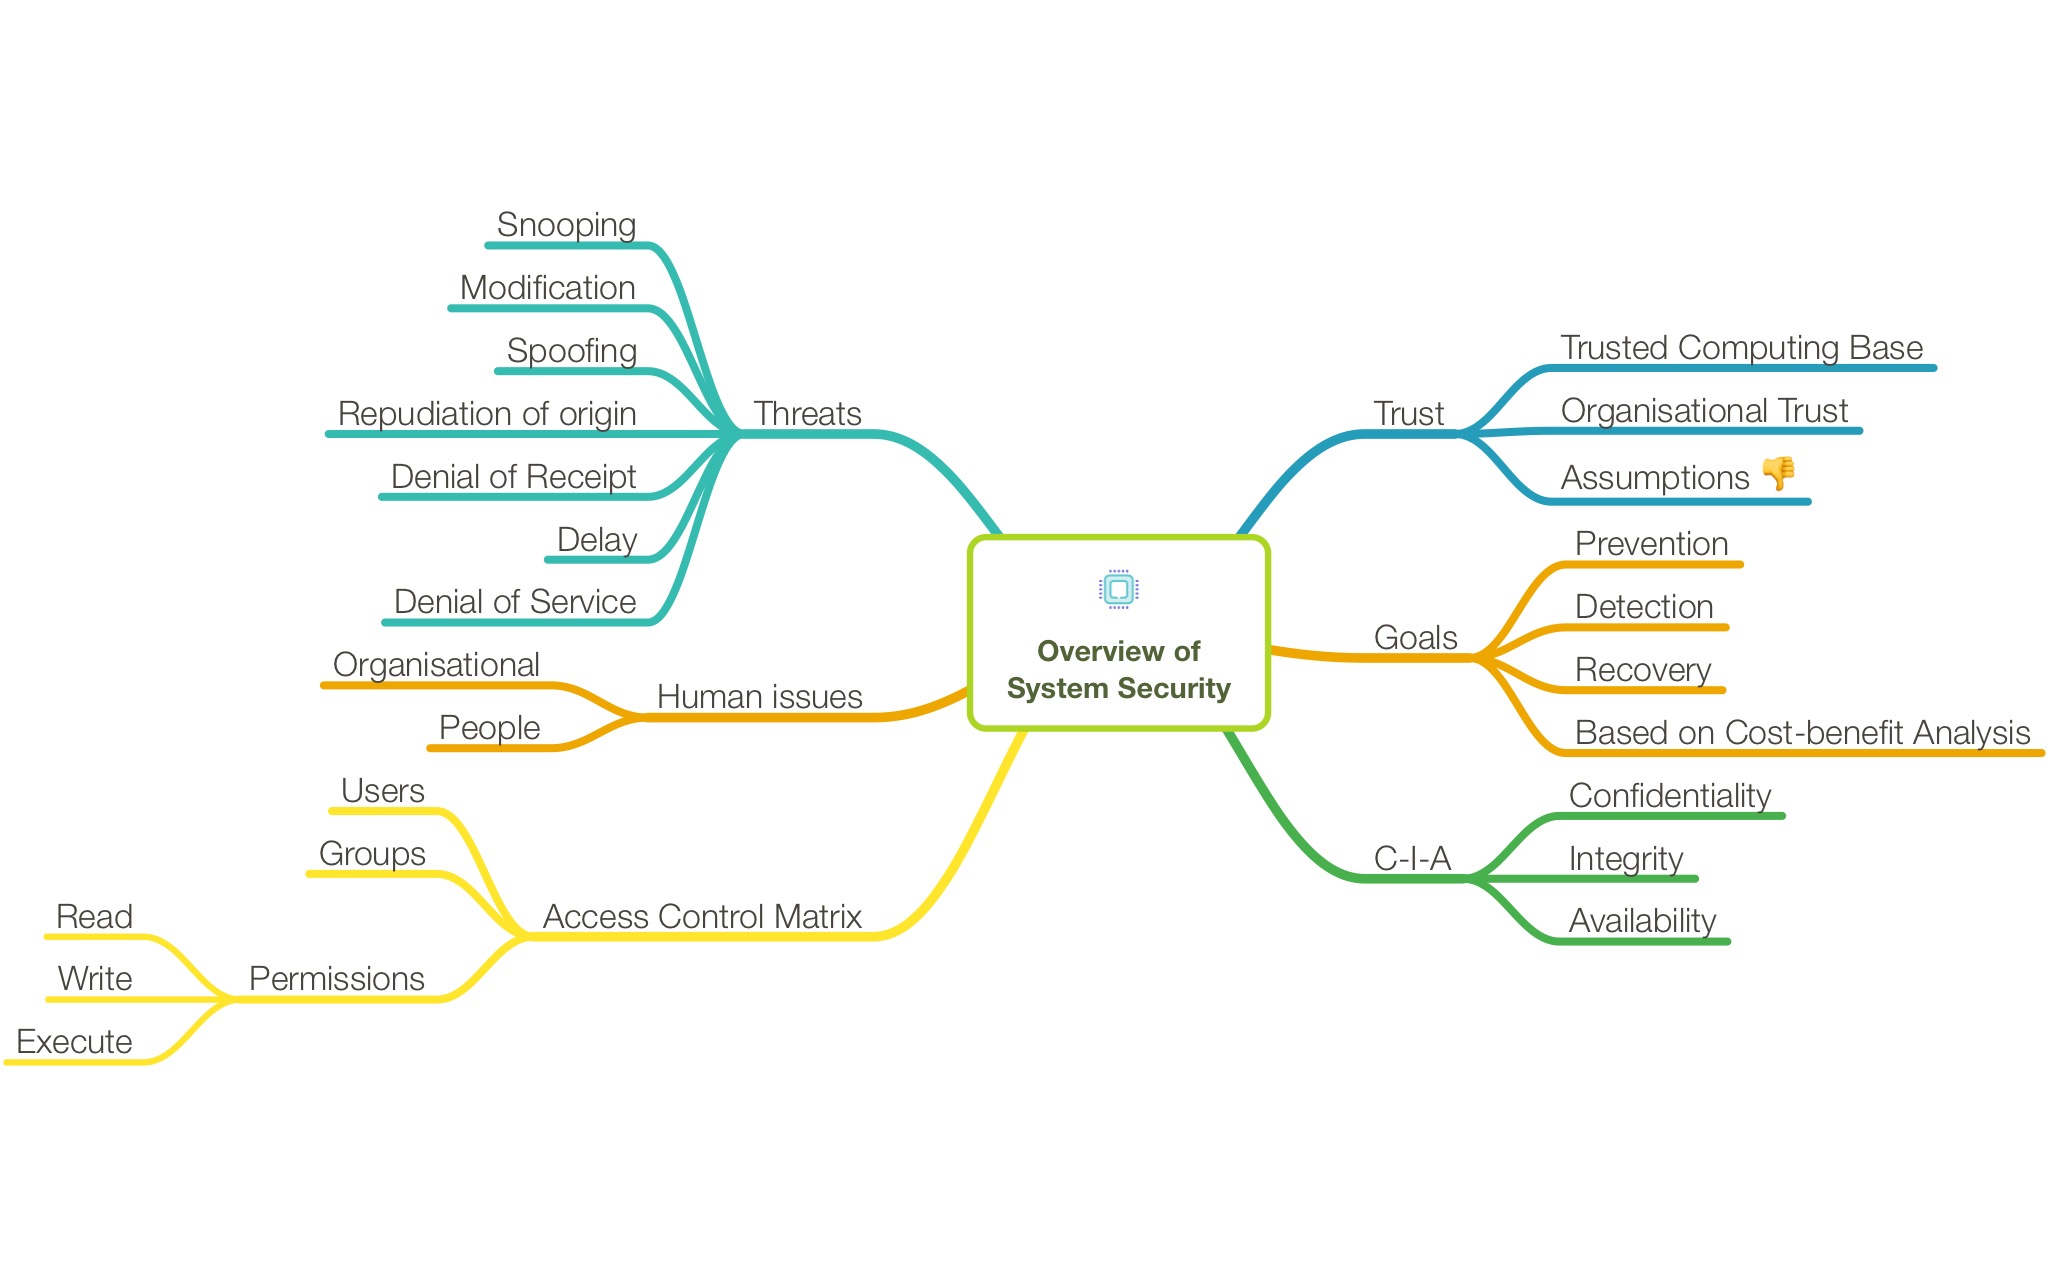 Overview of
System Security
Trust
Trusted Computing Base
Organisational Trust
Assumptions 👎
Goals
Prevention
Detection
Recovery
Based on Cost-benefit Analysis
C-I-A
Confidentiality
Integrity
Availability
Threats
Snooping
Modification
Spoofing
Repudiation of origin
Denial of Receipt
Delay
Denial of Service
Human issues
Organisational
People
Access Control Matrix
Users
Groups
Permissions
Read
Write
Execute